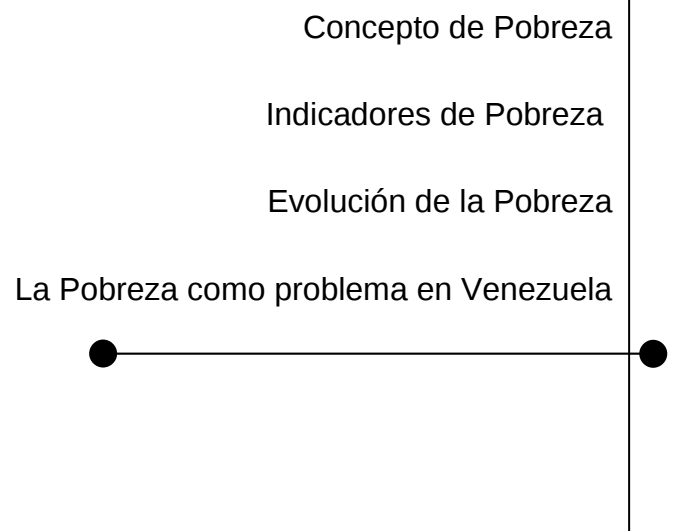 Concepto de Pobreza
Indicadores de Pobreza
Evolución de la Pobreza
La Pobreza como problema en Venezuela